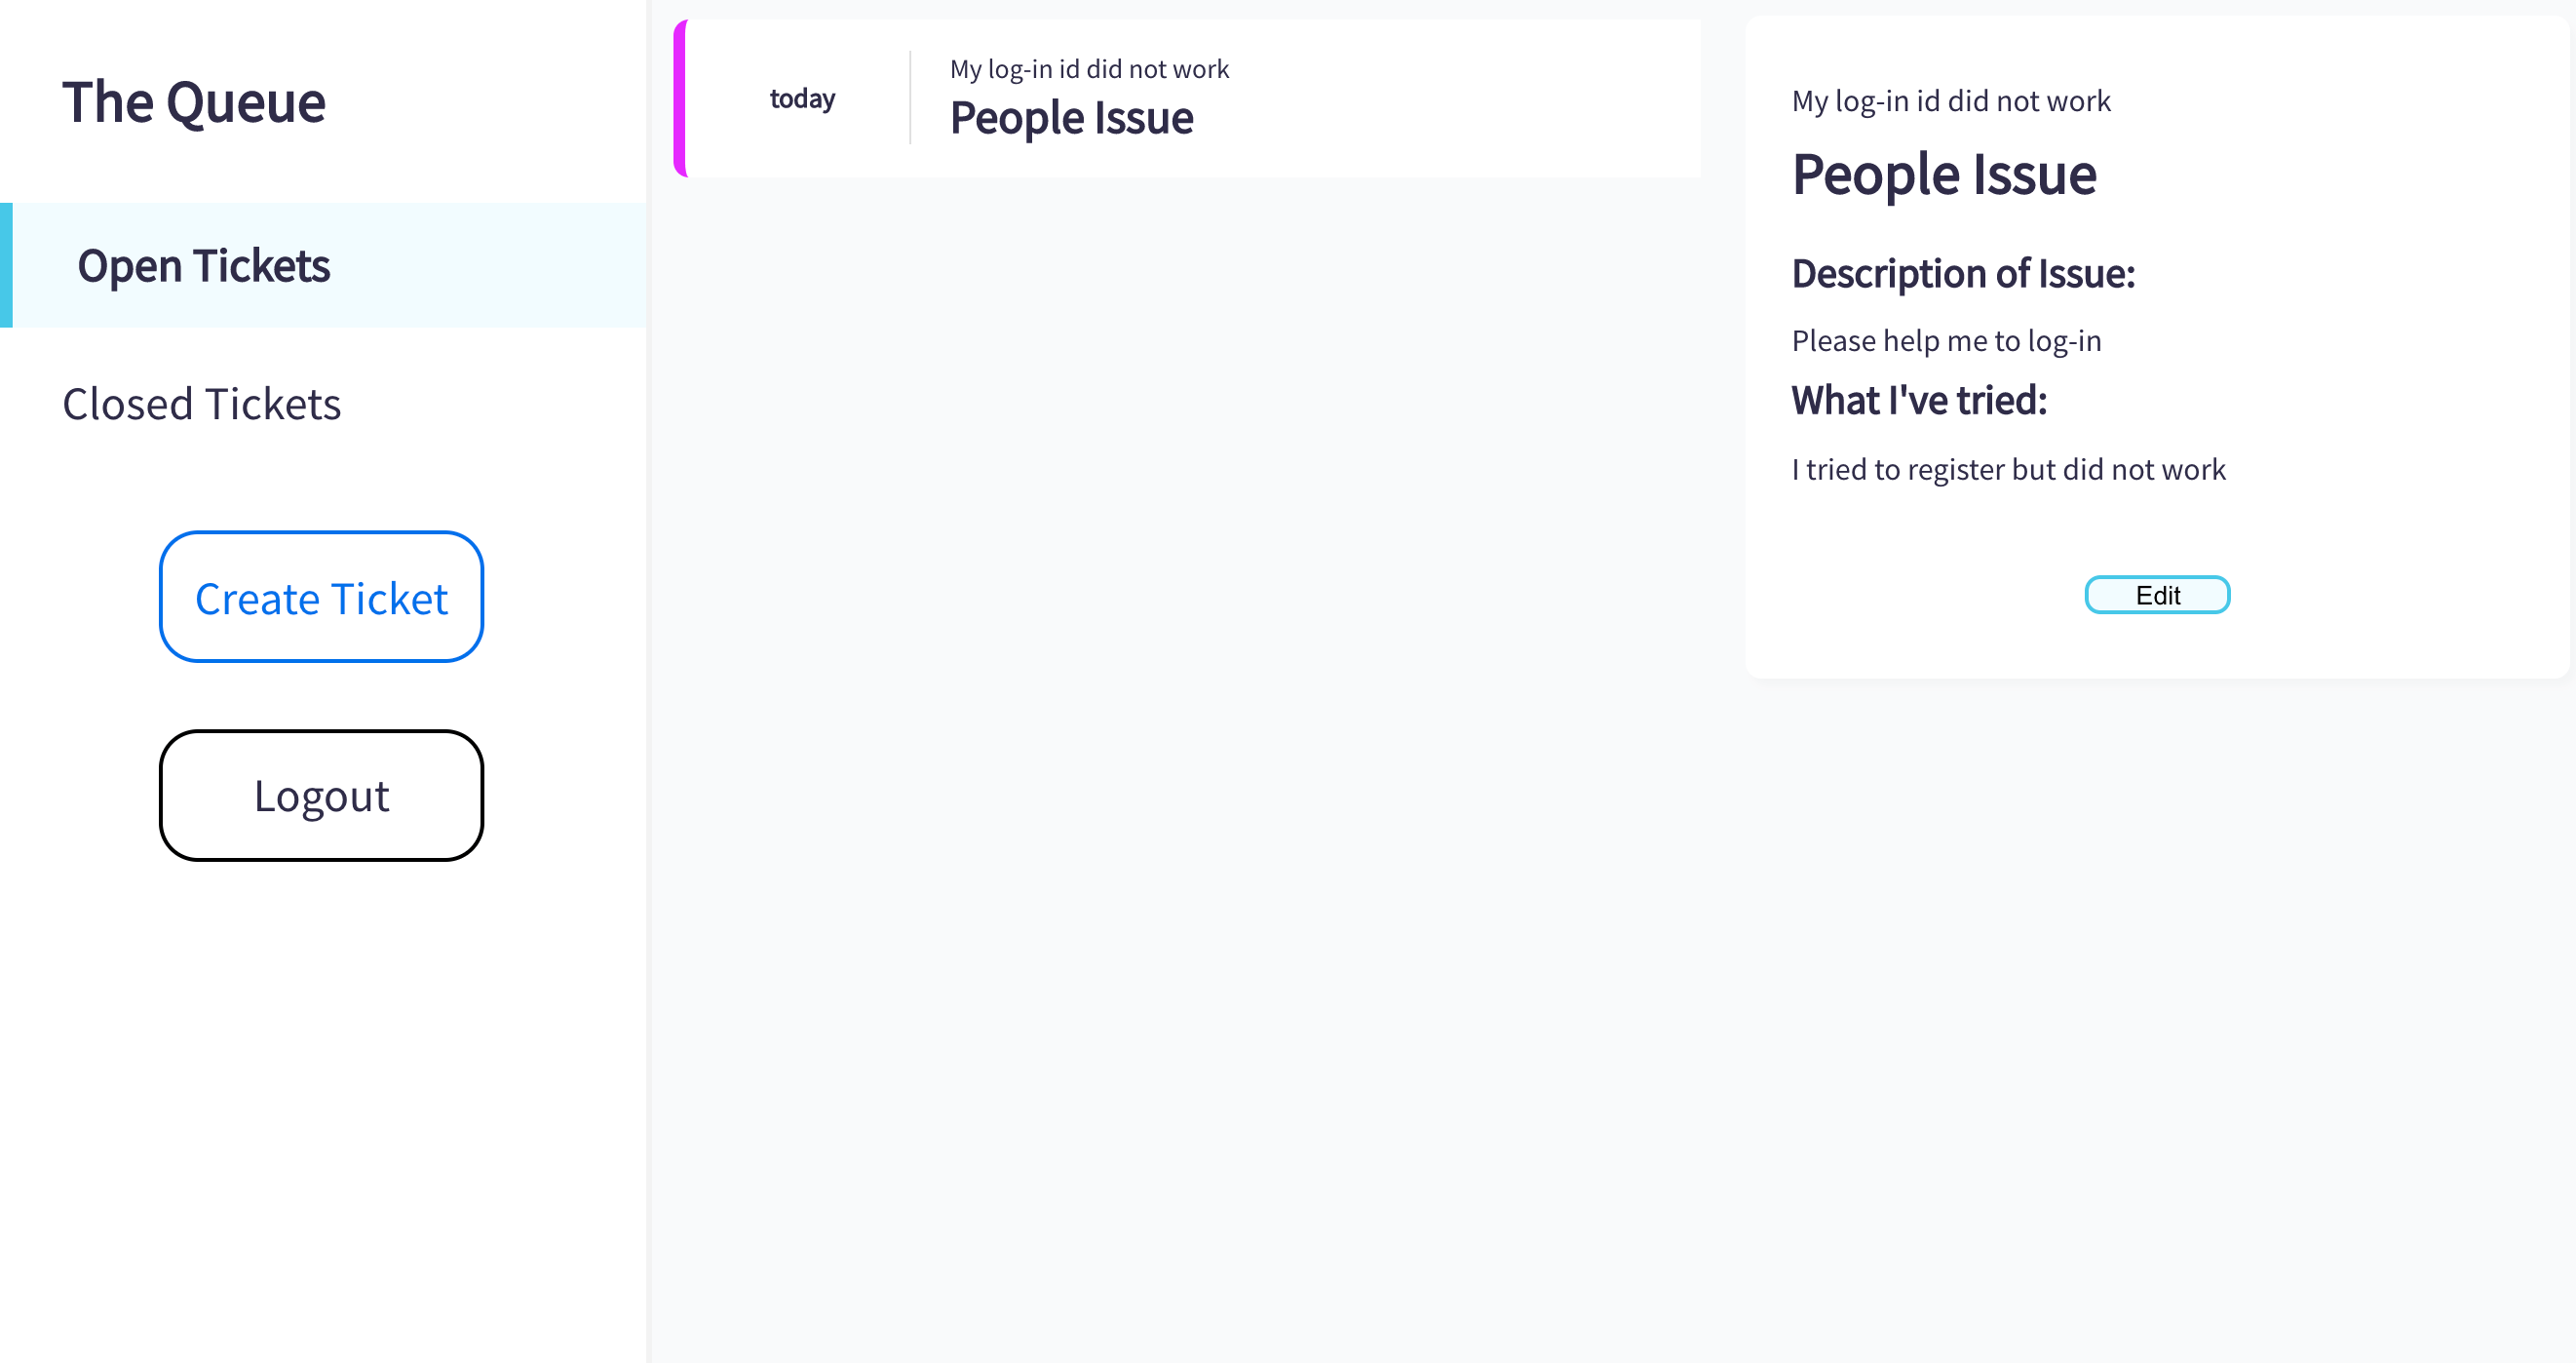 The Queue
Open Tickets
Closed Tickets
Create Ticket
Logout
today
My log-in id did not work
People Issue
My log-in id did not work
People Issue
Description of Issue:
Please help me to log-in
What I've tried:
I tried to register but did not work
Edit